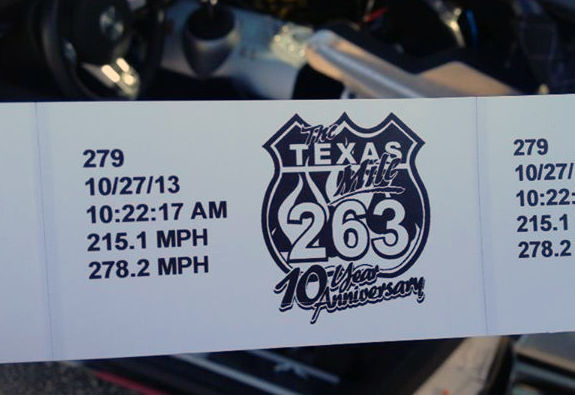 279
10/27/13
10:22:17 AM
215.1 MPH
278.2 MPH
The
TEXAS
Mile
263
10 Year
Anniversary
279
10/27/
10:22:
215.1
278.2